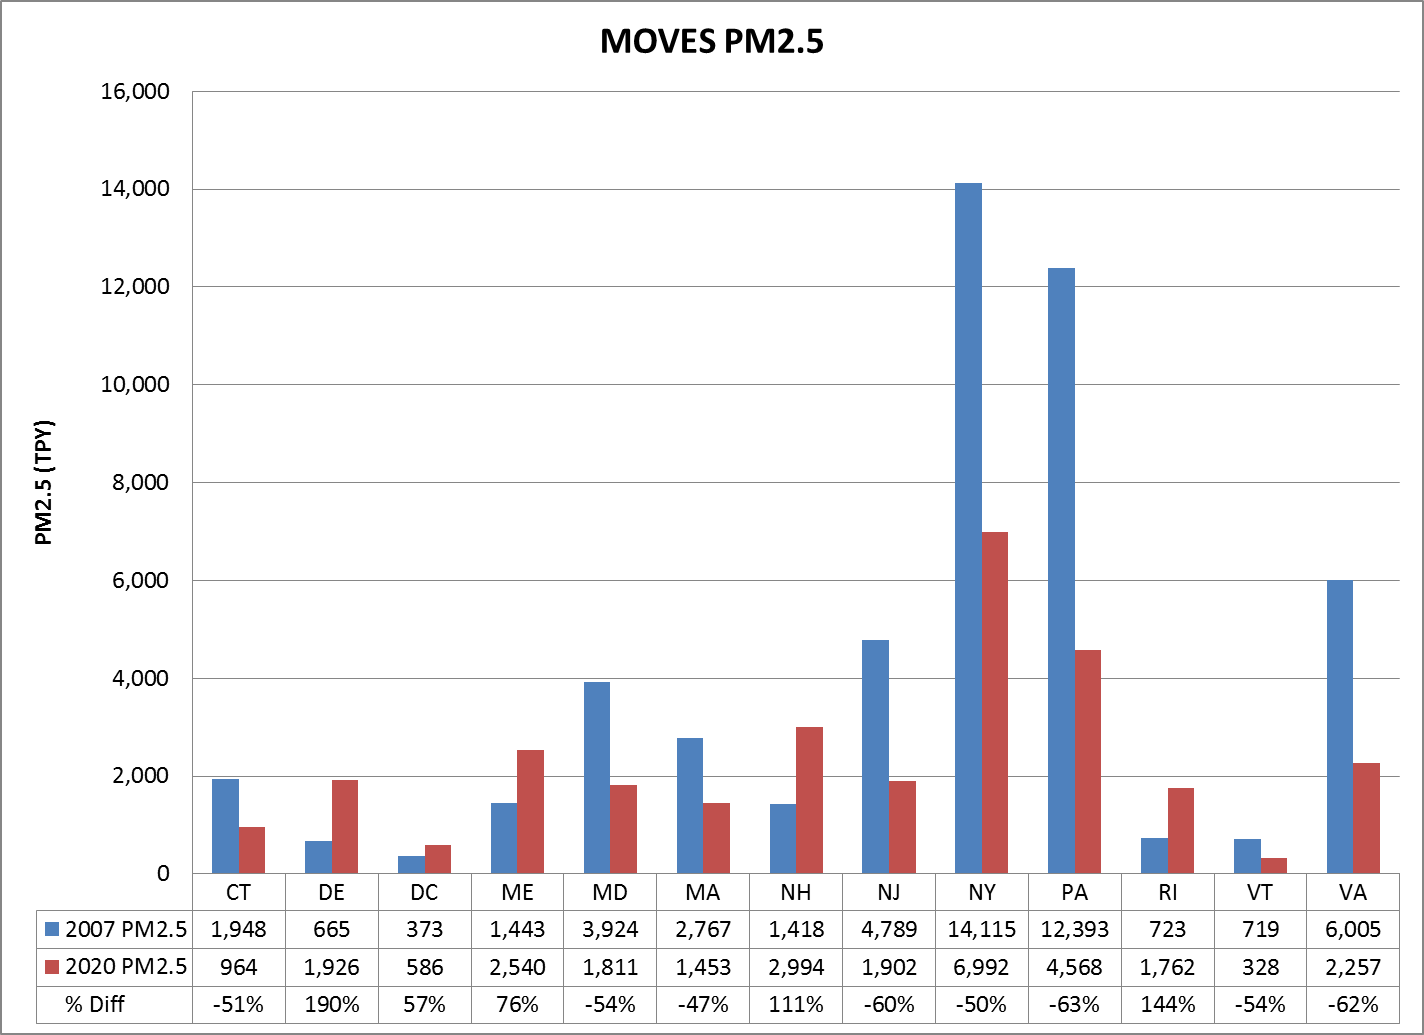 MOVES PM2.5
16,000
14,000
12,000
10,000
8,000
6,000
4,000
2,000
0
PM2.5 (TPY)
CT DE DC ME MD MA NH NJ NY PA RI VT VA
2007 PM2.5 1,948 665 373 1,443 3,924 2,767 1,418 4,789 14,115 12,393 723 719 6,005
2020 PM2.5 964 1,926 586 2,540 1,811 1,453 2,994 1,902 6,992 4,568 1,762 328 2,257
% Diff -51% 190% 57% 76% -54% -47% 111% -60% -50% -63% 144% -54% -62%